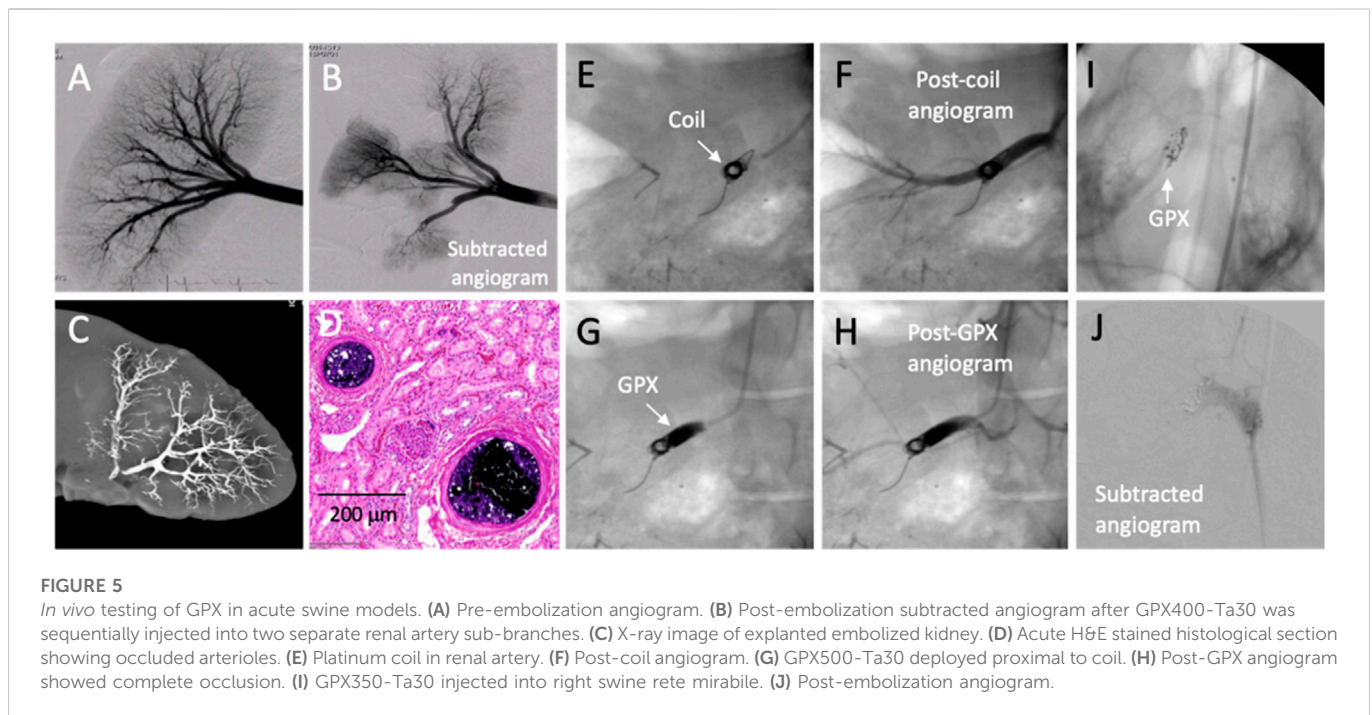 A
B
Subtracted
angiogram
E
Coil
F
Post-coil
angiogram
I
GPX
C
D
200 µm
G
GPX
H
Post-GPX
angiogram
J
Subtracted
angiogram
FIGURE 5
In vivo testing of GPX in acute swine models. (A) Pre-embolization angiogram. (B) Post-embolization subtracted angiogram after GPX400-Ta30 was
sequentially injected into two separate renal artery sub-branches. (C) X-ray image of explanted embolized kidney. (D) Acute H&E stained histological section
showing occluded arterioles. (E) Platinum coil in renal artery. (F) Post-coil angiogram. (G) GPX500-Ta30 deployed proximal to coil. (H) Post-GPX angiogram
showed complete occlusion. (I) GPX350-Ta30 injected into right swine rete mirabile. (J) Post-embolization angiogram.